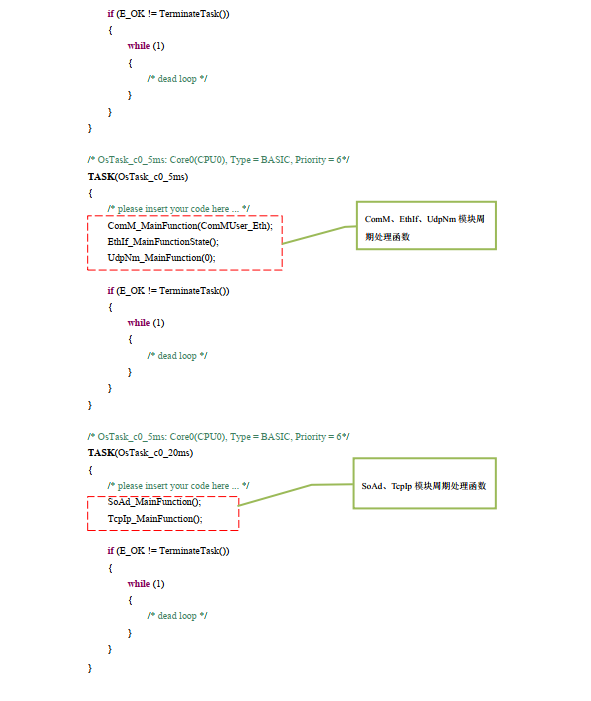 if (E_OK != TerminateTask())
{
while (1)
{
/* dead loop */
}
}
}
/* OsTask_c0_5ms: Core0(CPU0), Type = BASIC, Priority = 6*/
TASK(OsTask_c0_5ms)
{
/* please insert your code here ... */
ComM_MainFunction(ComMUser_Eth);
EthIf_MainFunctionState();
UdpNm_MainFunction(0);
ComM、EthIf、UdpNm 模块周
期处理函数
if (E_OK != TerminateTask())
{
while (1)
{
/* dead loop */
}
}
}
/* OsTask_c0_5ms: Core0(CPU0), Type = BASIC, Priority = 6*/
TASK(OsTask_c0_20ms)
{
/* please insert your code here ... */
SoAd_MainFunction();
TcpIp_MainFunction();
SoAd、TcpIp 模块周期处理函数
if (E_OK != TerminateTask())
{
while (1)
{
/* dead loop */
}
}
}